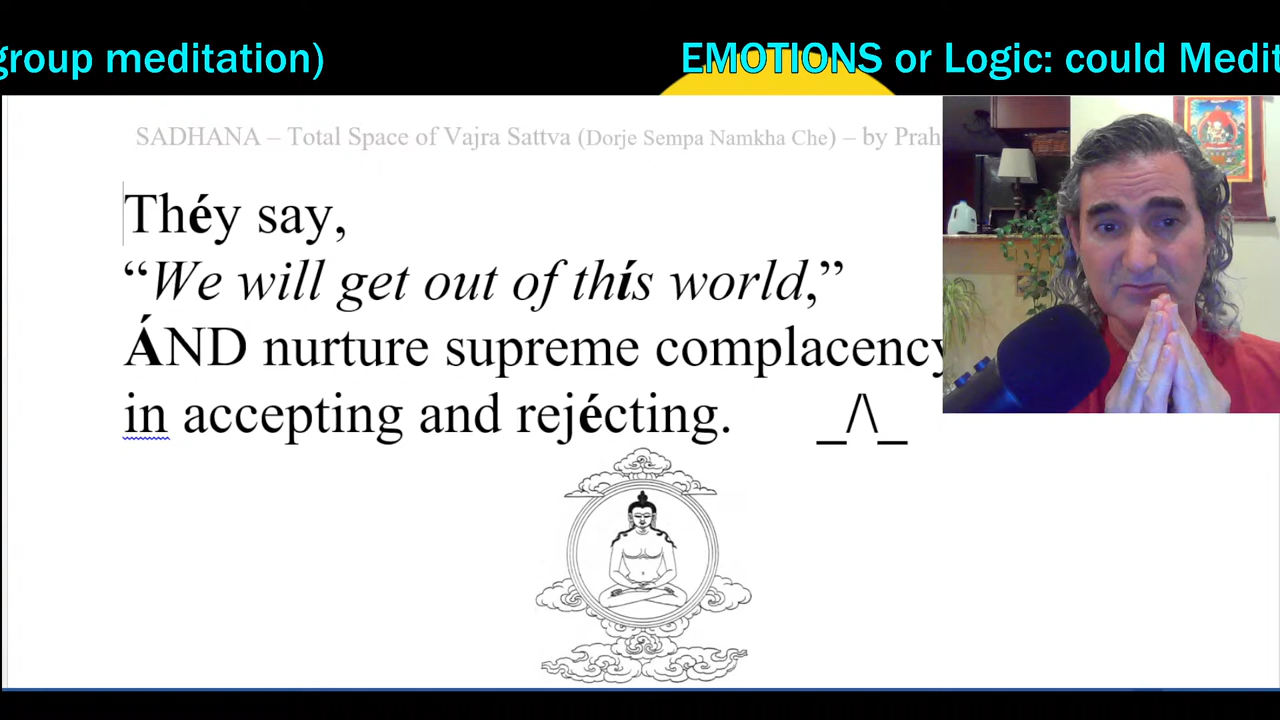 group meditation)
EMOTIONS or Logic: could Medit
SADHANA – Total Space of Vajra Sattva (Dorje Sempa Namkha Che) – by Prah
Théy say,
“We will get out of thís world,”
ÁND nurture supreme complacency
in accepting and rejécting. _/\_